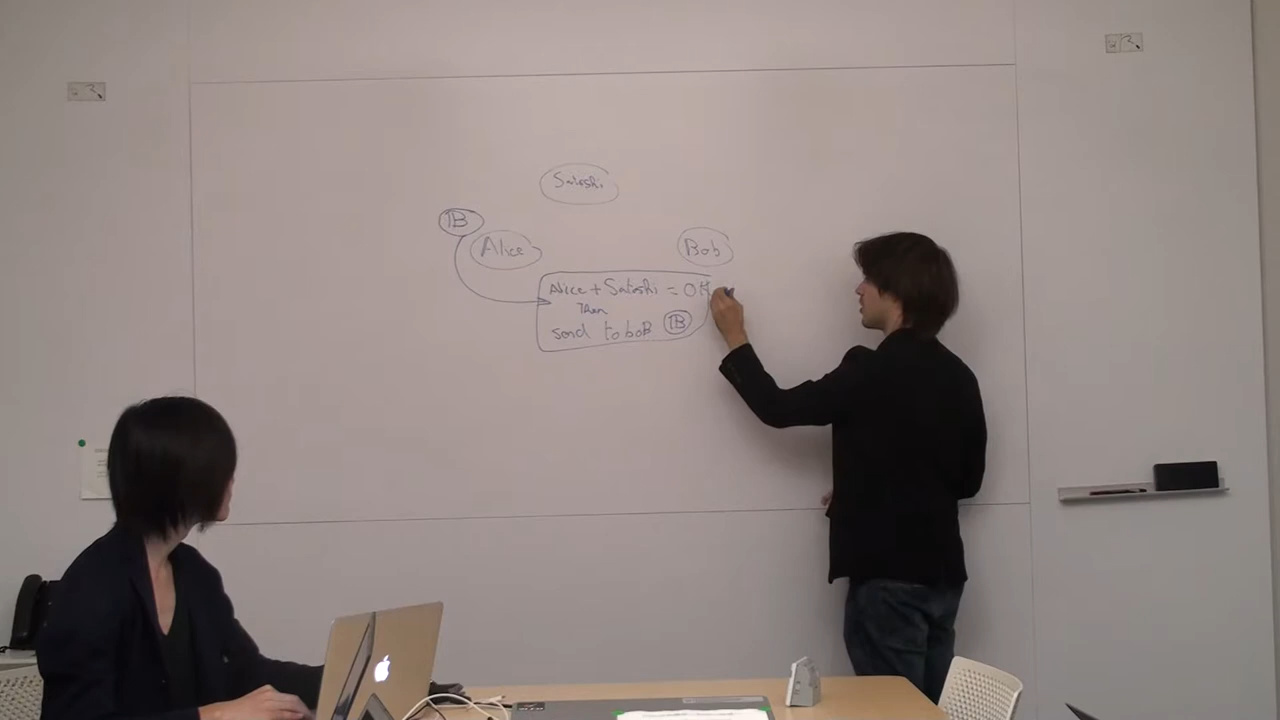 Satoshi
1B
Alice
Bob
Alice + Satoshi = OK
Then
send to boB 1B